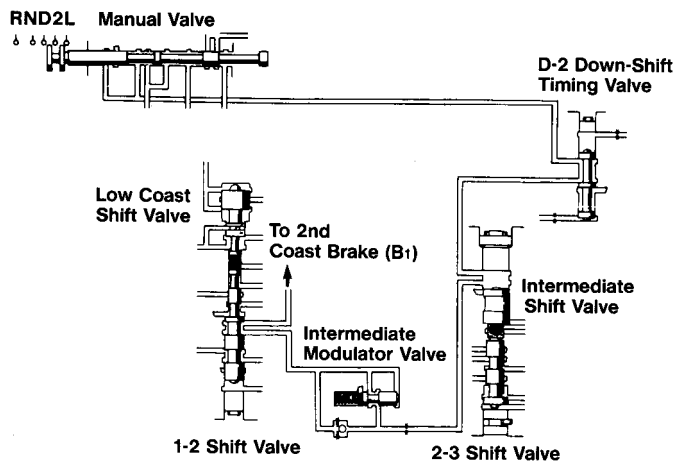 RND2L
Manual Valve
D-2 Down-Shift
Timing Valve
Low Coast
Shift Valve
To 2nd
Coast Brake (B1)
Intermediate
Shift Valve
Intermediate
Modulator Valve
1-2 Shift Valve
2-3 Shift Valve